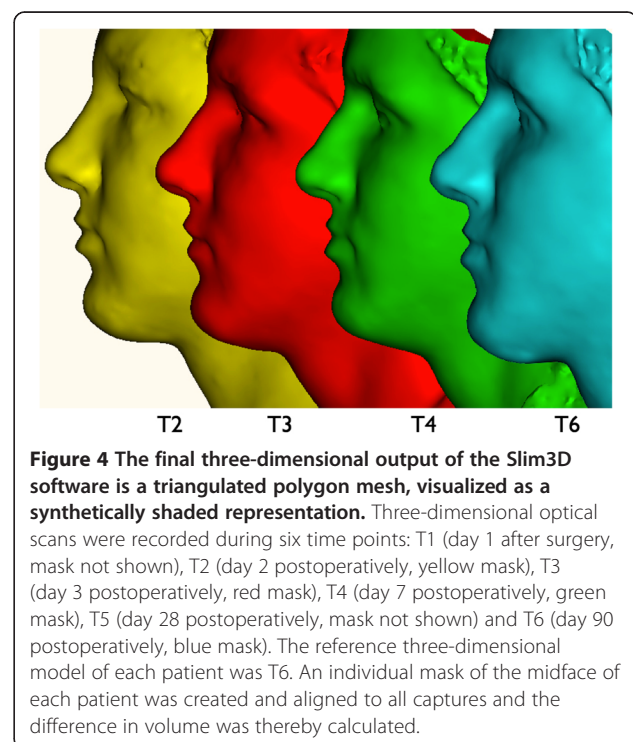 T2 T3 T4 T6
Figure 4 The final three-dimensional output of the Slim3D
software is a triangulated polygon mesh, visualized as a
synthetically shaded representation. Three-dimensional optical
scans were recorded during six time points: T1 (day 1 after surgery,
mask not shown), T2 (day 2 postoperatively, yellow mask), T3
(day 3 postoperatively, red mask), T4 (day 7 postoperatively, green
mask), T5 (day 28 postoperatively, mask not shown) and T6 (day 90
postoperatively, blue mask). The reference three-dimensional
model of each patient was T6. An individual mask of the midface of
each patient was created and aligned to all captures and the
difference in volume was thereby calculated.